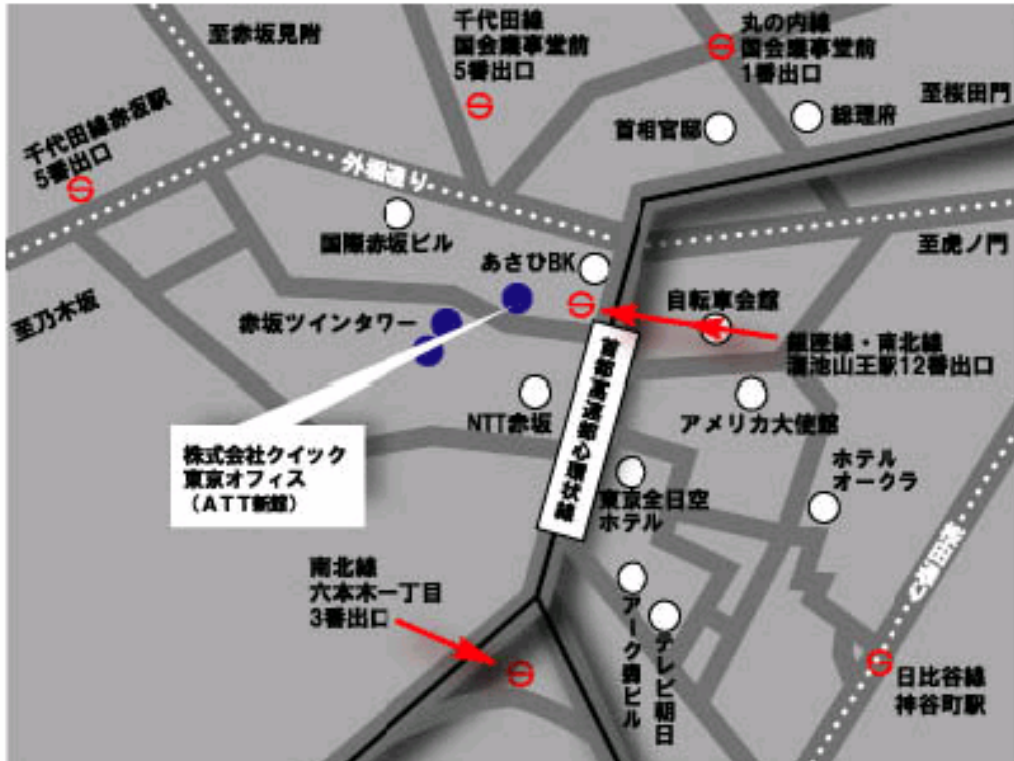 至赤坂見附
千代田線
国会議事堂前
5番出口
丸の内線
国会議事堂前
1番出口
至桜田門
千代田線赤坂駅
5番出口
首相官邸
総理府
外堀通り
国際赤坂ビル
あさひBK
至虎ノ門
自転車会館
至乃木坂
赤坂ツインタワー
銀座線・南北線
溜池山王駅12番出口
首都高速都心環状線
NTT赤坂
アメリカ大使館
株式会社クイック
東京オフィス
（ATT新館）
ホテル
オークラ
東京全日空
ホテル
桜田通り
南北線
六本木一丁目
3番出口
アーク森ビル
テレビ朝日
日比谷線
神谷町駅